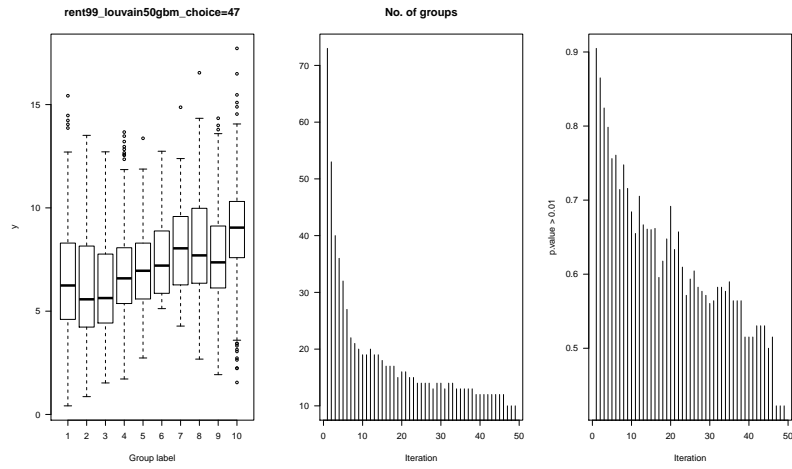 rent99_louvain50gbm_choice=47
y
15
10
5
0
1 2 3 4 5 6 7 8 9 10
Group label
No. of groups
70
60
50
40
30
20
10
0 10 20 30 40 50
Iteration
p.value > 0.01
0.9
0.8
0.7
0.6
0.5
0 10 20 30 40 50
Iteration